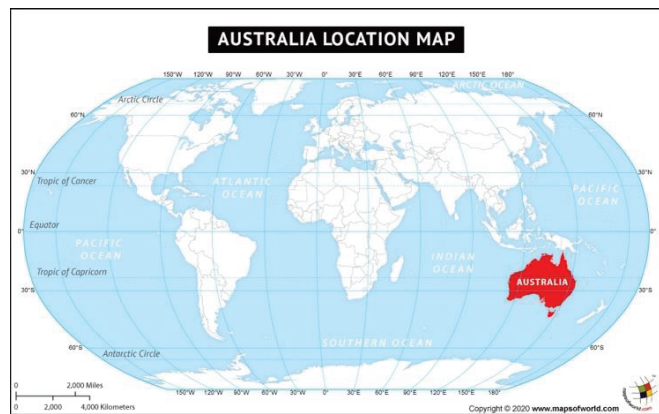 AUSTRALIA LOCATION MAP
150°W 120°W 90°W 60°W 30°W 0° 30°E 60°E 90°E 120°E 150°E 180°
ARCTIC OCEAN
Arctic Circle
60°N 60°N
30°N 30°N
Tropic of Cancer
ATLANTIC
OCEAN
PACIFIC
OCEAN
Equator
0° 0°
PACIFIC
OCEAN
INDIAN
OCEAN
Tropic of Capricorn
AUSTRALIA
30°S 30°S
SOUTHERN OCEAN
60°S 60°S
Antarctic Circle
150°W 120°W 90°W 60°W 30°W 0° 30°E 60°E 90°E 120°E 150°E 180°
0 2,000 Miles
0 2,000 4,000 Kilometers
Copyright © 2020 www.mapsofworld.com